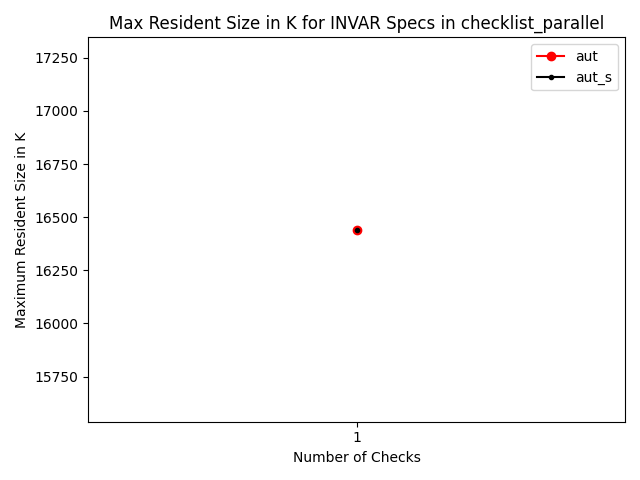 Max Resident Size in K for INVAR Specs in checklist_parallel
aut
aut_s
17250
17000
16750
16500
16250
16000
15750
Maximum Resident Size in K
1
Number of Checks